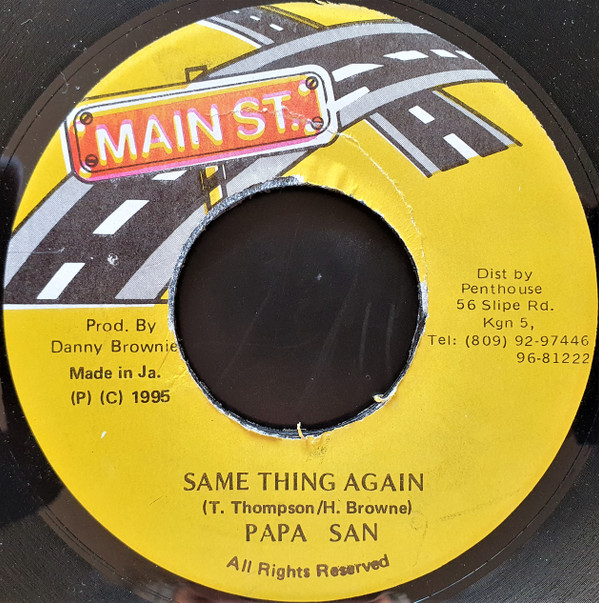 MAIN ST.
Prod. By
Danny Brownie
Made in Ja.
(P) (C) 1995
Dist by
Penthouse
56 Slipe Rd.
Kgn 5,
Tel: (809) 92-97446
96-81222
SAME THING AGAIN
(T. Thompson/H. Browne)
PAPA SAN
All Rights Reserved